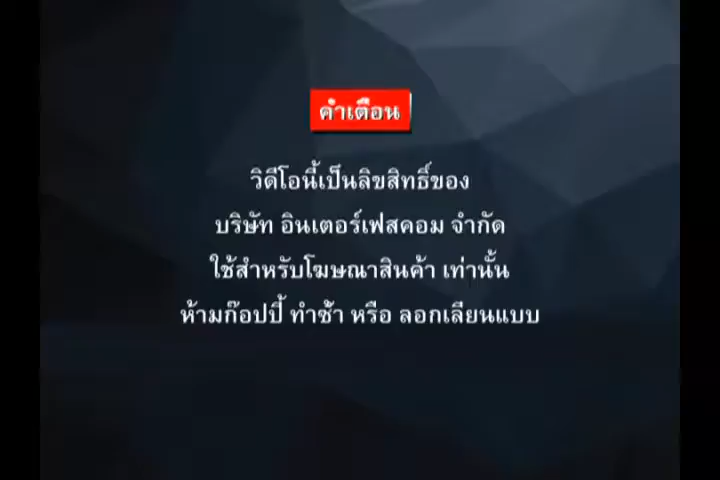 คำเตือน
วิดีโอนี้เป็นลิขสิทธิ์ของ
บริษัท อินเตอร์เฟสคอม จำกัด
ใช้สำหรับโฆษณาสินค้า เท่านั้น
ห้ามก๊อปปี้ ทำซ้ำ หรือ ลอกเลียนแบบ